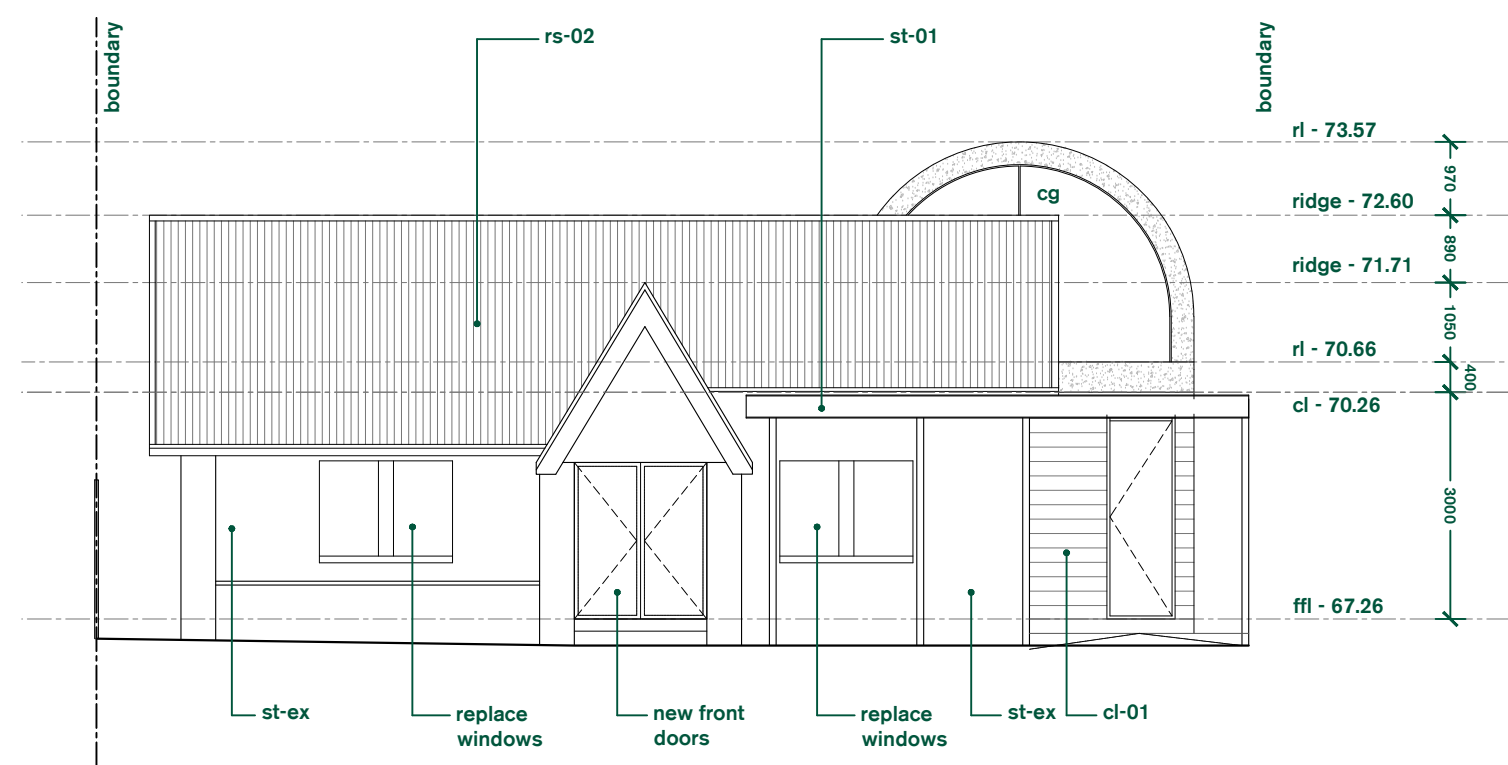 boundary
rs-02
st-01
boundary
rl - 73.57
970
cg
ridge - 72.60
890
ridge - 71.71
1050
rl - 70.66
400
cl - 70.26
3000
ffl - 67.26
st-ex
replace
windows
new front
doors
replace
windows
st-ex
cl-01